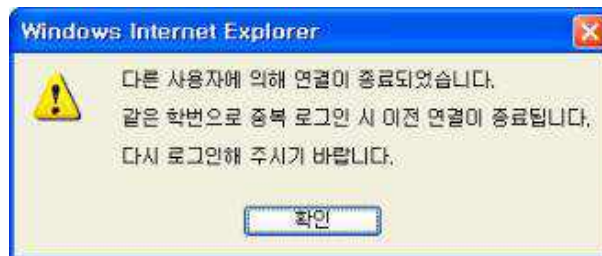 Windows Internet Explorer
다른 사용자에 의해 연결이 종료되었습니다.
같은 학번으로 중복 로그인 시 이전 연결이 종료됩니다.
다시 로그인해 주시기 바랍니다.
확인